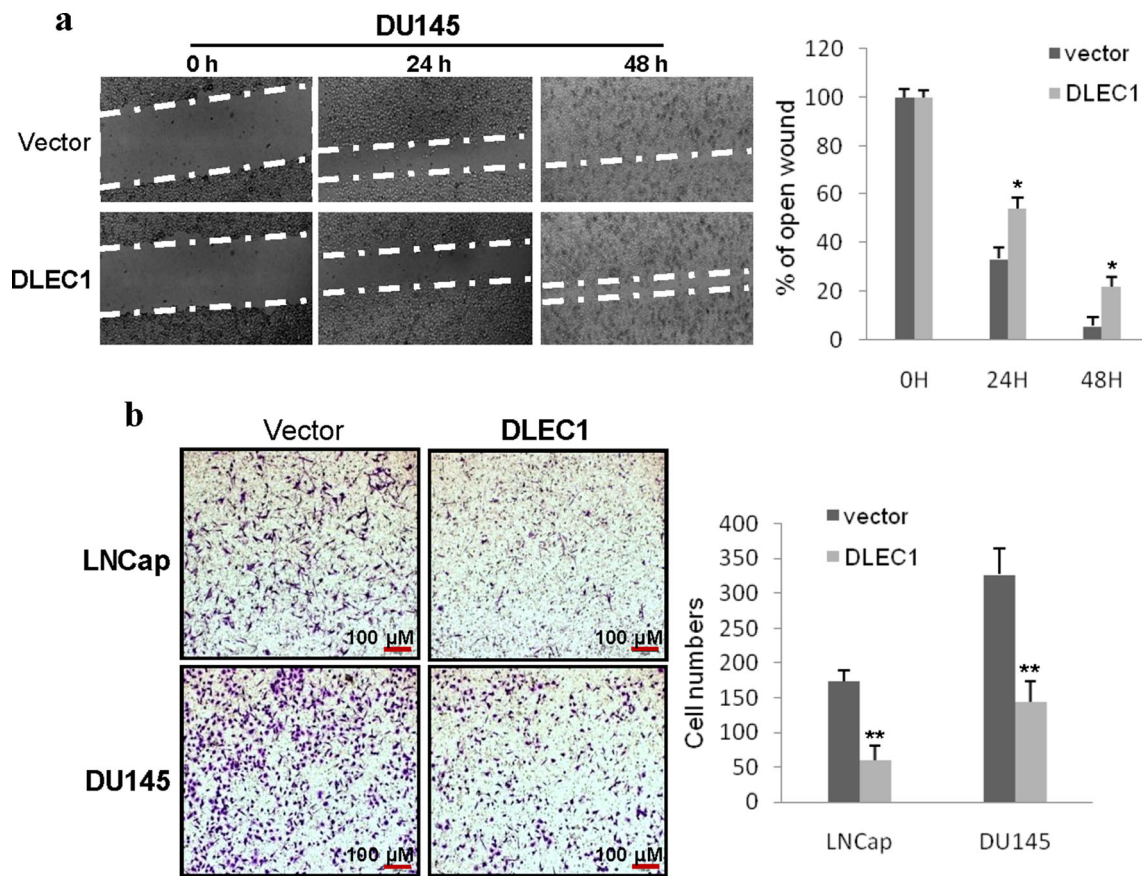 a
DU145
0 h 24 h 48 h
Vector
DLEC1
120
100
80
60
40
20
0
% of open wound
vector
DLEC1
*
*
0H 24H 48H
b
Vector DLEC1
LNCap
100 µM 100 µM
DU145
100 µM 100 µM
400
350
300
250
200
150
100
50
0
Cell numbers
vector
DLEC1
**
**
LNCap DU145